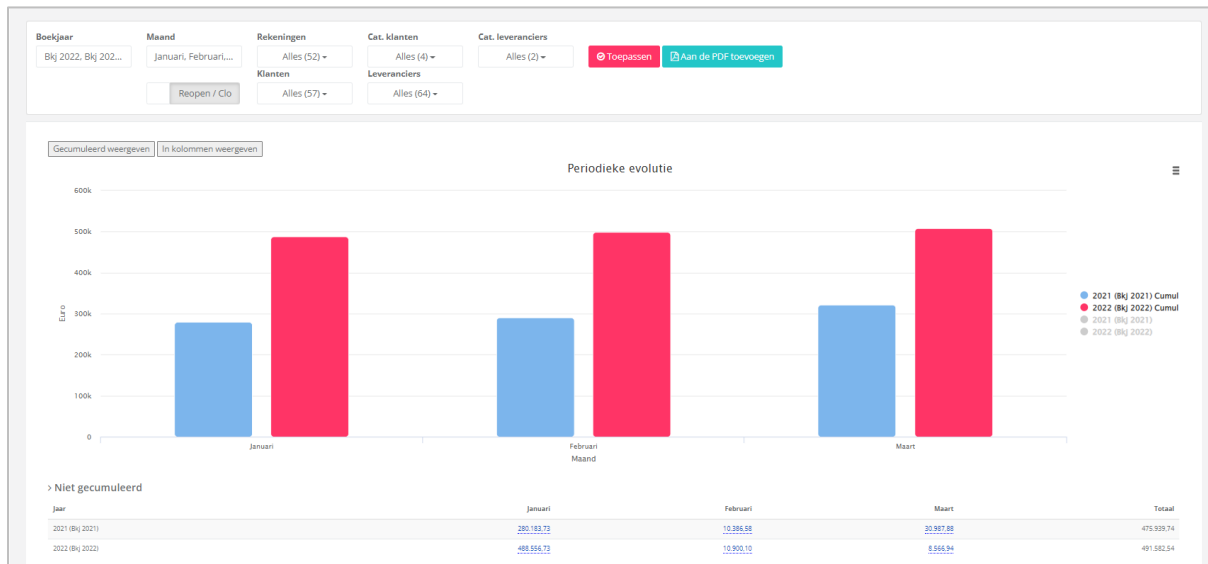 Boekjaar Maand Rekeningen Cat. klanten Cat. leveranciers
Bkj 2022, Bkj 202... Januari, Februari,... Alles (52) Alles (4) Alles (2) Toepassen Aan de PDF toevoegen
Klanten Leveranciers
Reopen / Clo Alles (57) Alles (64)
Gecumuleerd weergeven In kolommen weergeven
Periodieke evolutie
600k
500k
400k
300k
200k
100k
0
Euro
Januari Februari Maart
Maand
2021 (BkJ 2021) Cumul
2022 (BkJ 2022) Cumul
2021 (BkJ 2021)
2022 (BkJ 2022)
> Niet gecumuleerd
Jaar Januari Februari Maart Totaal
2021 (Bkj 2021) 280.183,73 10.386,58 30.987,88 475.939,74
2022 (Bkj 2022) 488.556,73 10.900,10 8.566,94 491.582,54